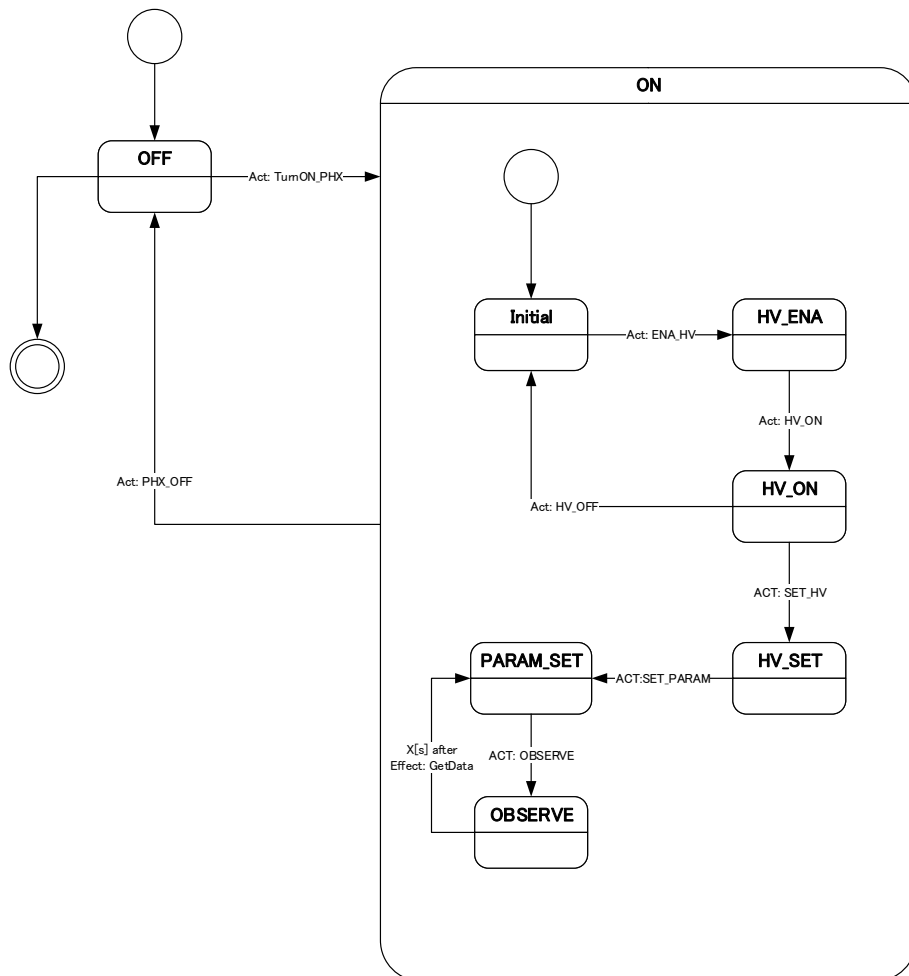 ON
OFF
Act: TurnON_PHX
Initial
HV_ENA
Act: ENA_HV
Act: HV_ON
Act: PHX_OFF
HV_ON
Act: HV_OFF
ACT: SET_HV
PARAM_SET
HV_SET
ACT:SET_PARAM
X[s] after
Effect: GetData
ACT: OBSERVE
OBSERVE